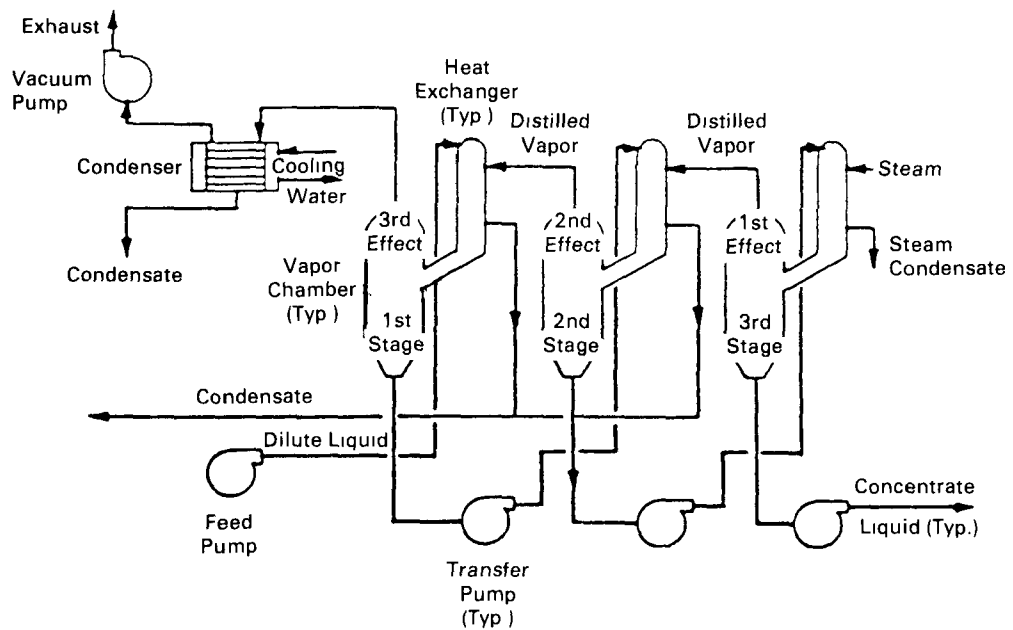 Exhaust
Vacuum
Pump
Condenser
Cooling
Water
Condensate
Heat
Exchanger
(Typ )
Distilled
Vapor
Distilled
Vapor
Steam
Steam
Condensate
3rd
Effect
2nd
Effect
1st
Effect
Vapor
Chamber
(Typ )
1st
Stage
2nd
Stage
3rd
Stage
Condensate
Dilute Liquid
Feed
Pump
Transfer
Pump
(Typ )
Concentrate
Liquid (Typ.)